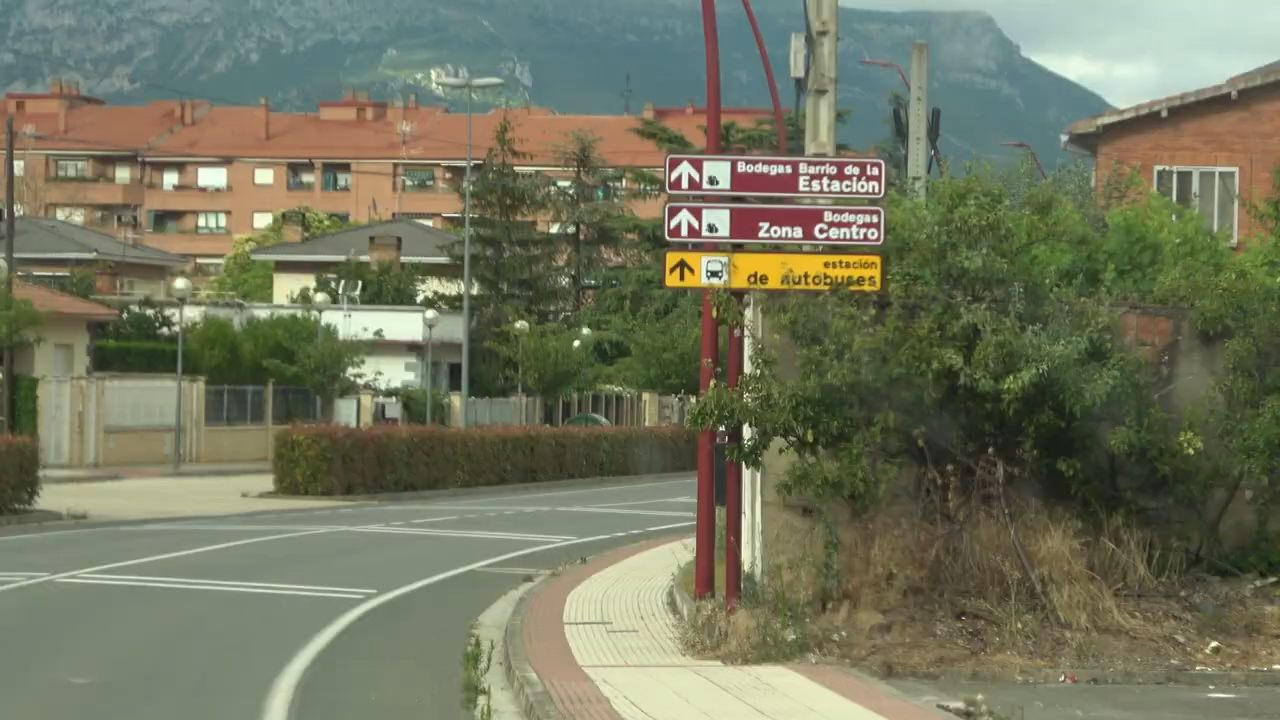 Bodegas Barrio de la
Estación
Bodegas
Zona Centro
estación
de autobuses